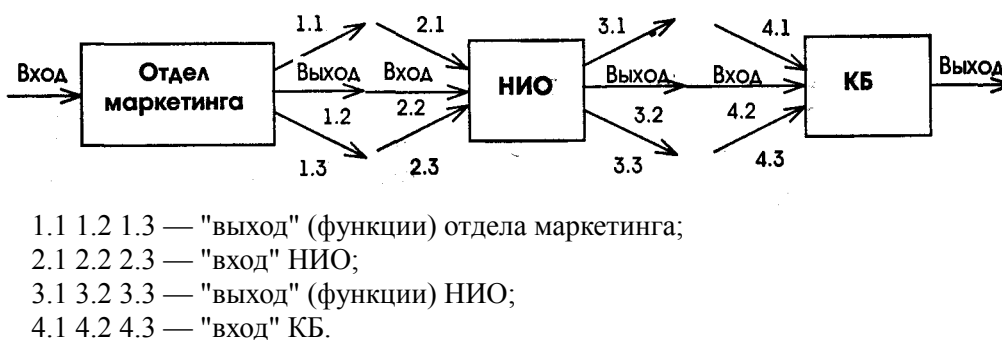 1.1 2.1 3.1 4.1
Вход Отдел маркетинга Выход Вход НИО Выход Вход КБ Выход
1.2 2.2 3.2 4.2
1.3 2.3 3.3 4.3
1.1 1.2 1.3 — "выход" (функции) отдела маркетинга;
2.1 2.2 2.3 — "вход" НИО;
3.1 3.2 3.3 — "выход" (функции) НИО;
4.1 4.2 4.3 — "вход" КБ.